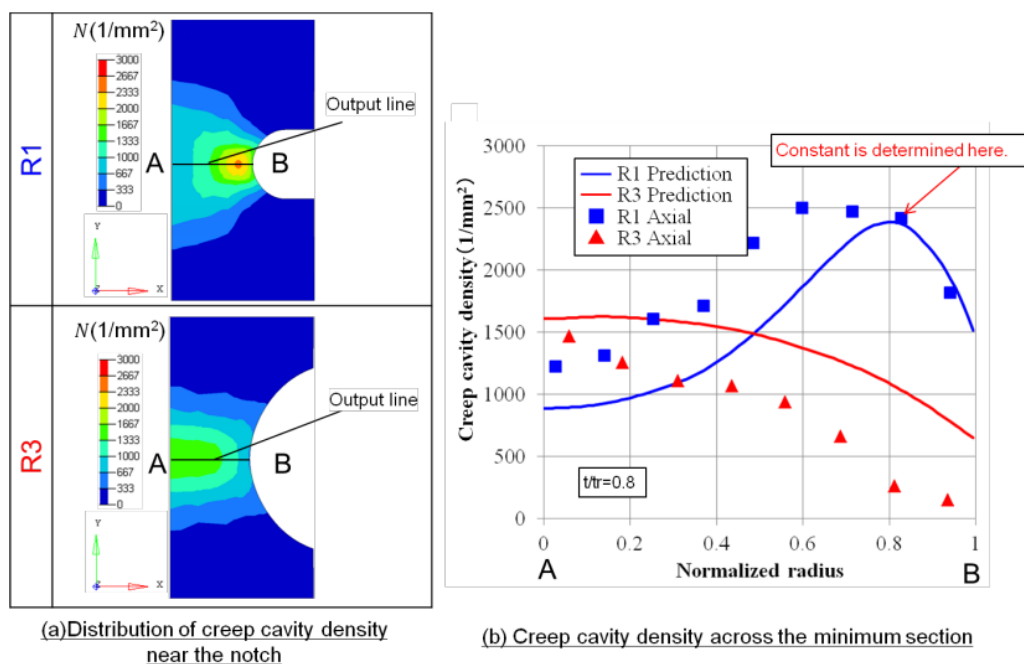 R1
N(1/mm²)
3000
2667
2333
2000
1667
1333
1000
667
333
0
Output line
A
B
Y
Z
X
R3
N(1/mm²)
3000
2667
2333
2000
1667
1333
1000
667
333
0
Output line
A
B
Y
Z
X
(a)Distribution of creep cavity density
near the notch
Constant is determined here.
R1 Prediction
R3 Prediction
R1 Axial
R3 Axial
Creep cavity density(1/mm²)
3000
2500
2000
1500
1000
500
0
t/tr=0.8
0
0.2
0.4
0.6
0.8
1
A
Normalized radius
B
(b) Creep cavity density across the minimum section